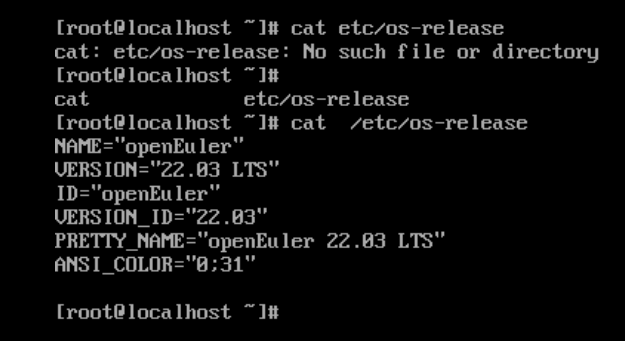 [root@localhost ~]# cat etc/os-release
cat: etc/os-release: No such file or directory
[root@localhost ~]#
cat             etc/os-release
[root@localhost ~]# cat  /etc/os-release
NAME="openEuler"
VERSION="22.03 LTS"
ID="openEuler"
VERSION_ID="22.03"
PRETTY_NAME="openEuler 22.03 LTS"
ANSI_COLOR="0;31"

[root@localhost ~]#